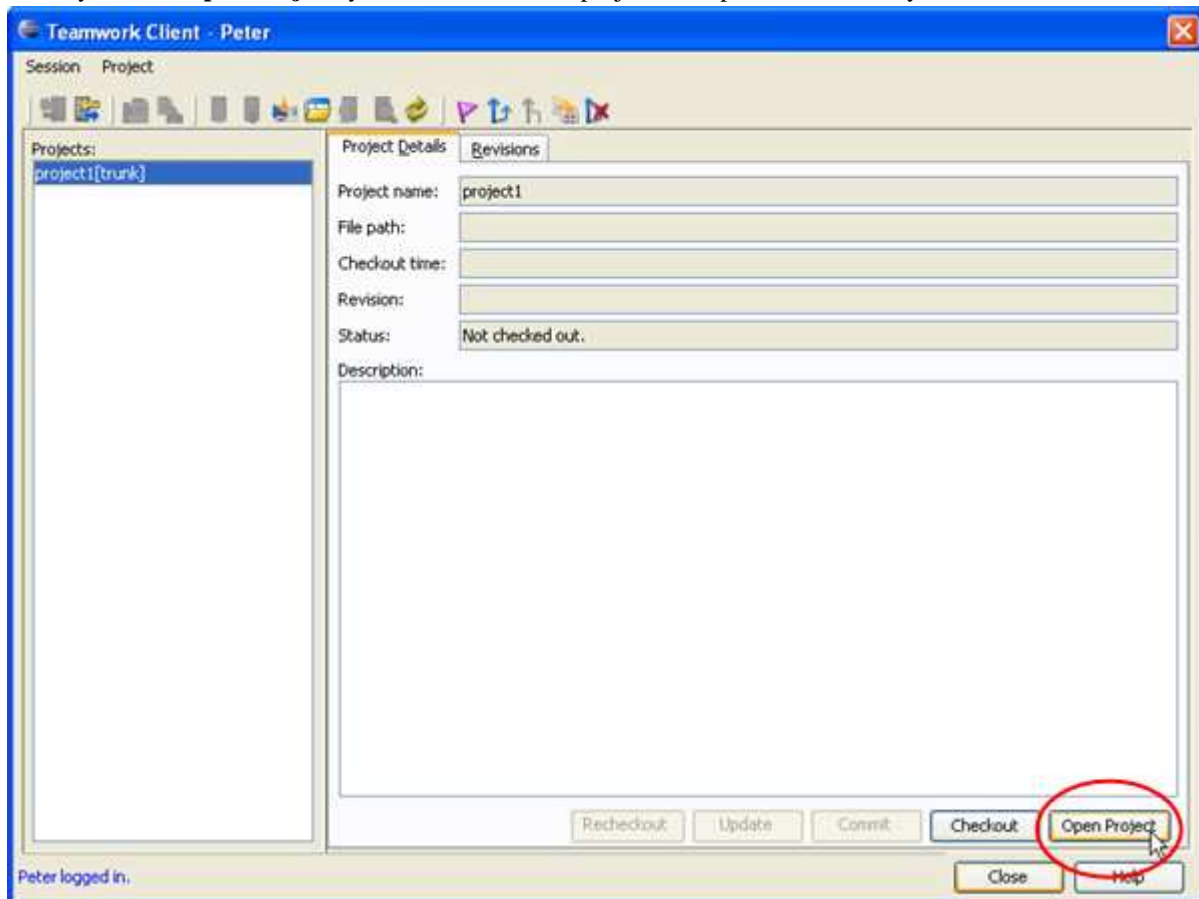 Teamwork Client - Peter
Session Project
Projects:
project1[trunk]
Project Details Revisions
Project name: project1
File path:
Checkout time:
Revision:
Status: Not checked out.
Description:
Recheckout Update Commit Checkout Open Project
Peter logged in.
Close Help